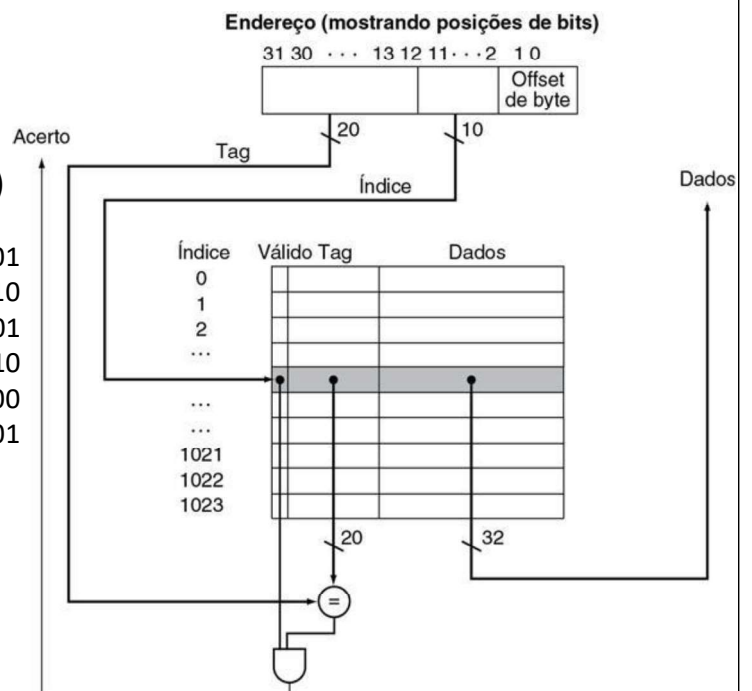 Endereço (mostrando posições de bits)
31 30 · · · 13 12 11 · · · 2 1 0
Offset
de byte
20
10
Acerto
Tag
Índice
Dados
)
01
10
01
10
00
01
Índice Válido Tag Dados
0
1
2
...
...
...
1021
1022
1023
20
32
=